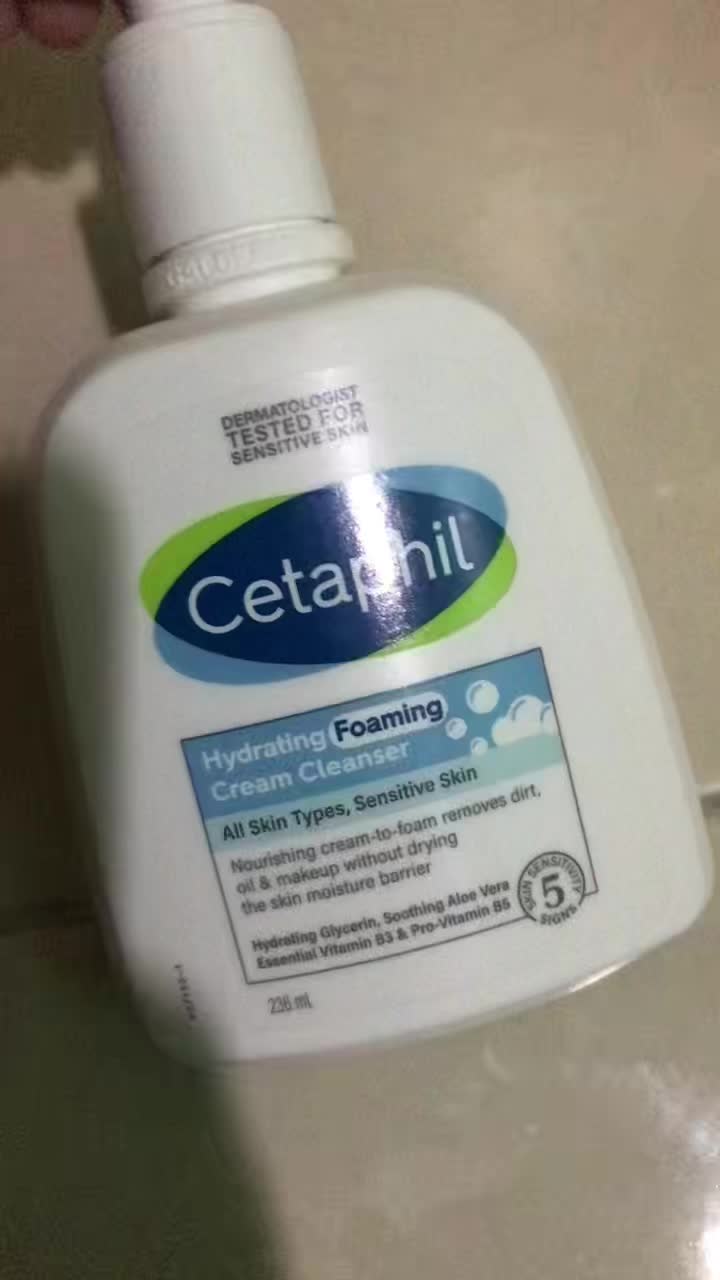 DERMATOLOGIST
TESTED FOR
SENSITIVE SKIN
Cetaphil
Hydrating Foaming
Cream Cleanser
All Skin Types, Sensitive Skin
Nourishing cream-to-foam removes dirt,
oil & makeup without drying
the skin moisture barrier
Hydrating Glycerin, Soothing Aloe Vera
Essential Vitamin B3 & Pro-Vitamin B5
SKIN SENSITIVITY
5
SIGNS
236 mL